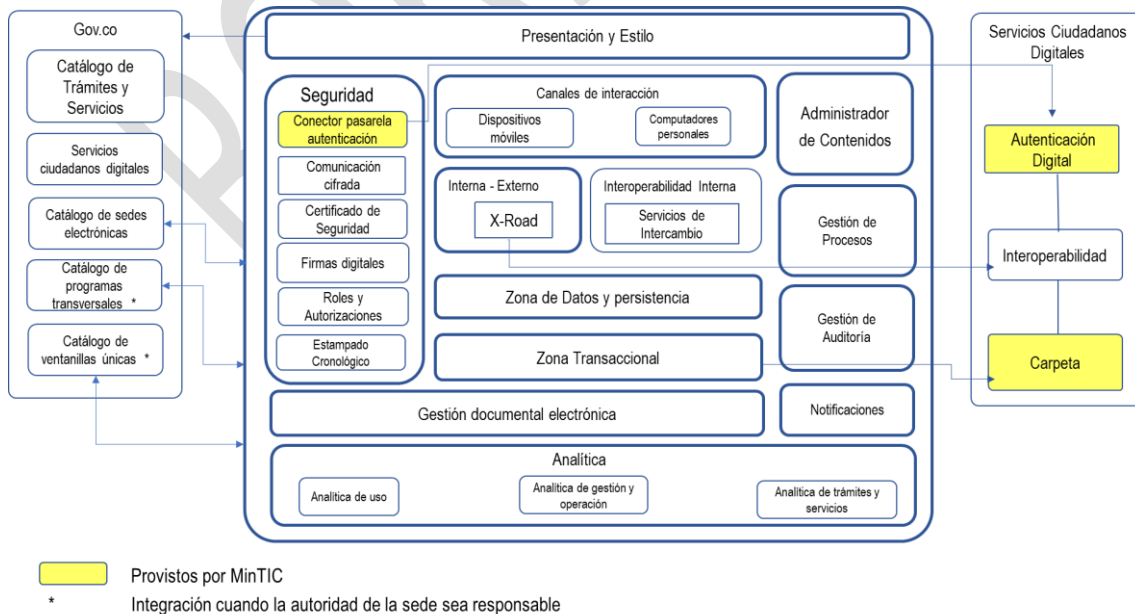 Gov.co
Catálogo de
Trámites y
Servicios
Servicios
ciudadanos digitales
Catálogo de sedes
electrónicas
Catálogo de
programas
transversales *
Catálogo de
ventanillas únicas *
Presentación y Estilo
Seguridad
Conector pasarela
autenticación
Comunicación
cifrada
Certificado de
Seguridad
Firmas digitales
Roles y
Autorizaciones
Estampado
Cronológico
Canales de interacción
Dispositivos
móviles
Computadores
personales
Interna - Externo
X-Road
Interoperabilidad Interna
Servicios de
Intercambio
Zona de Datos y persistencia
Zona Transaccional
Administrador
de Contenidos
Gestión de
Procesos
Gestión de
Auditoría
Gestión documental electrónica
Notificaciones
Analítica
Analítica de uso
Analítica de gestión y
operación
Analítica de trámites y
servicios
Servicios Ciudadanos
Digitales
Autenticación
Digital
Interoperabilidad
Carpeta
Provistos por MinTIC
* Integración cuando la autoridad de la sede sea responsable